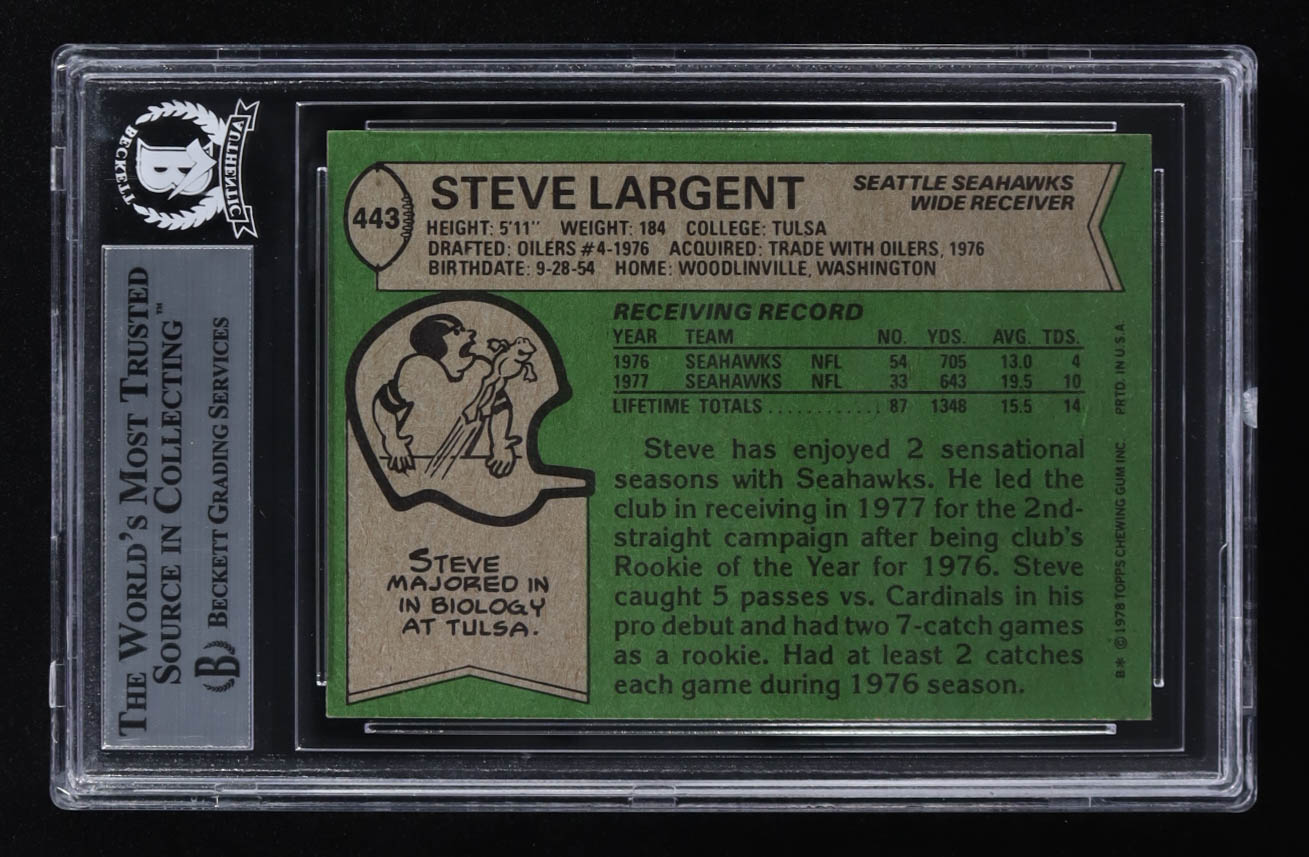 BECKETT
B
AUTHENTIC
THE WORLD'S MOST TRUSTED
SOURCE IN COLLECTING™
B BECKETT GRADING SERVICES
443
STEVE LARGENT
SEATTLE SEAHAWKS
WIDE RECEIVER
HEIGHT: 5'11" WEIGHT: 184 COLLEGE: TULSA
DRAFTED: OILERS #4-1976 ACQUIRED: TRADE WITH OILERS, 1976
BIRTHDATE: 9-28-54 HOME: WOODLINVILLE, WASHINGTON
RECEIVING RECORD
YEAR TEAM NO. YDS. AVG. TDS.
1976 SEAHAWKS NFL 54 705 13.0 4
1977 SEAHAWKS NFL 33 643 19.5 10
LIFETIME TOTALS ............ 87 1348 15.5 14
Steve has enjoyed 2 sensational
seasons with Seahawks. He led the
club in receiving in 1977 for the 2nd-
straight campaign after being club's
Rookie of the Year for 1976. Steve
caught 5 passes vs. Cardinals in his
pro debut and had two 7-catch games
as a rookie. Had at least 2 catches
each game during 1976 season.
STEVE
MAJORED IN
IN BIOLOGY
AT TULSA.
B* ©1978 TOPPS CHEWING GUM INC. PRTD. IN U.S.A.